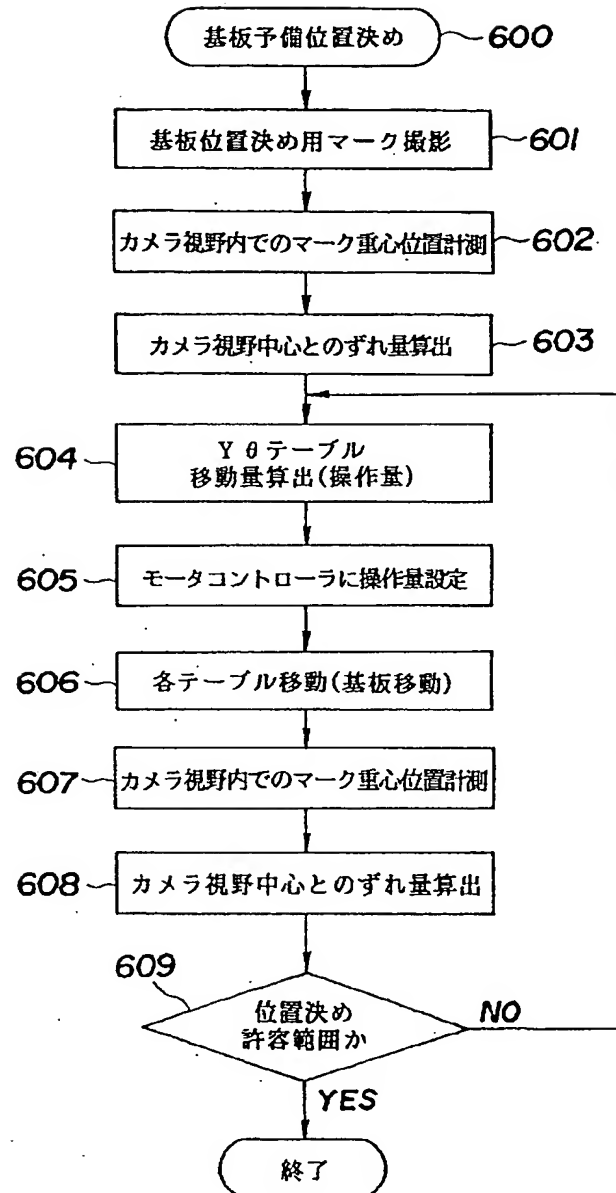 基板予備位置決め
600
基板位置決め用マーク撮影
601
カメラ視野内でのマーク重心位置計測
602
カメラ視野中心とのずれ量算出
603
604
Yθテーブル
移動量算出(操作量)
605
モータコントローラに操作量設定
606
各テーブル移動(基板移動)
607
カメラ視野内でのマーク重心位置計測
608
カメラ視野中心とのずれ量算出
609
位置決め
許容範囲か
NO
YES
終了